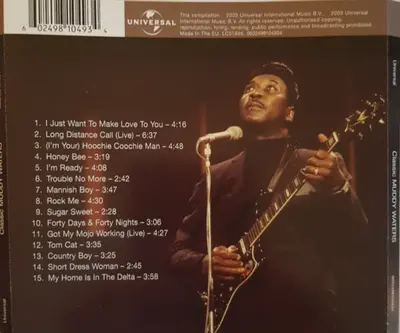 6 02498 10493 4
UNIVERSAL
This compilation 2003 Universal International Music B.V. 2003 Universal
International Music B.V. All rights reserved. Unauthorised copying,
reproduction, hiring, lending, public performance and broadcasting prohibited.
Made in The EU.
1. I Just Want To Make Love To You – 4:16
2. Long Distance Call (Live) – 6:37
3. (I'm Your) Hoochie Coochie Man – 4:48
4. Honey Bee – 3:19
5. I'm Ready – 4:08
6. Trouble No More – 2:42
7. Mannish Boy – 3:47
8. Rock Me – 4:30
9. Sugar Sweet – 2:28
10. Forty Days & Forty Nights – 3:06
11. Got My Mojo Working (Live) – 4:27
12. Tom Cat – 3:35
13. Country Boy – 3:25
14. Short Dress Woman – 2:45
15. My Home Is In The Delta – 3:58
Universal
Classic MUDDY WATERS
Classic MUDDY WATERS